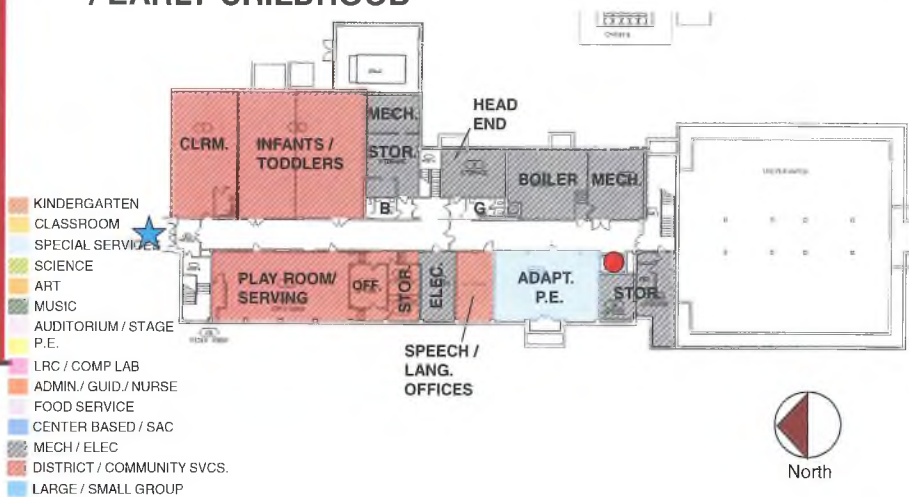 / EARLY CHILDHOOD
MECH.
HEAD
END
CLRM.
INFANTS /
TODDLERS
STOR.
STORAGE
BOILER
MECH.
B
G
KINDERGARTEN
CLASSROOM
SPECIAL SERVICES
SCIENCE
ART
MUSIC
AUDITORIUM / STAGE
P.E.
LRC / COMP LAB
ADMIN./ GUID./ NURSE
FOOD SERVICE
CENTER BASED / SAC
MECH / ELEC
DISTRICT / COMMUNITY SVCS.
LARGE / SMALL GROUP
PLAY ROOM/
SERVING
OFF.
STOR.
ELEC.
ADAPT.
P.E.
STOR.
SPEECH /
LANG.
OFFICES
North